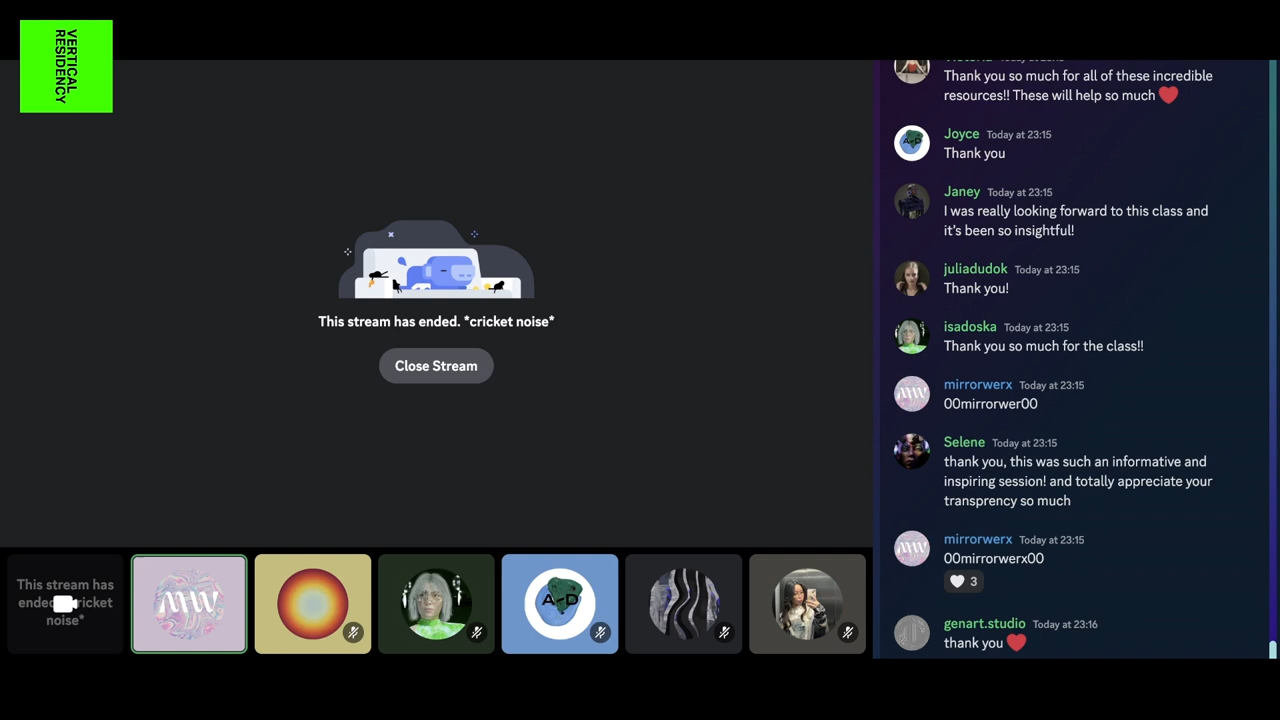 VERTICAL
RESIDENCY
Today at
Thank you so much for all of these incredible
resources!! These will help so much
Joyce Today at 23:15
Thank you
Janey Today at 23:15
I was really looking forward to this class and
it's been so insightful!
juliadudok Today at 23:15
Thank you!
isadoska Today at 23:15
Thank you so much for the class!!
mirrorwerx Today at 23:15
00mirrorwer00
Selene Today at 23:15
thank you, this was such an informative and
inspiring session! and totally appreciate your
transprency so much
mirrorwerx Today at 23:15
00mirrorwerx00
3
genart.studio Today at 23:16
thank you
This stream has ended. *cricket noise*
Close Stream
This stream has
noise*
MW
A D